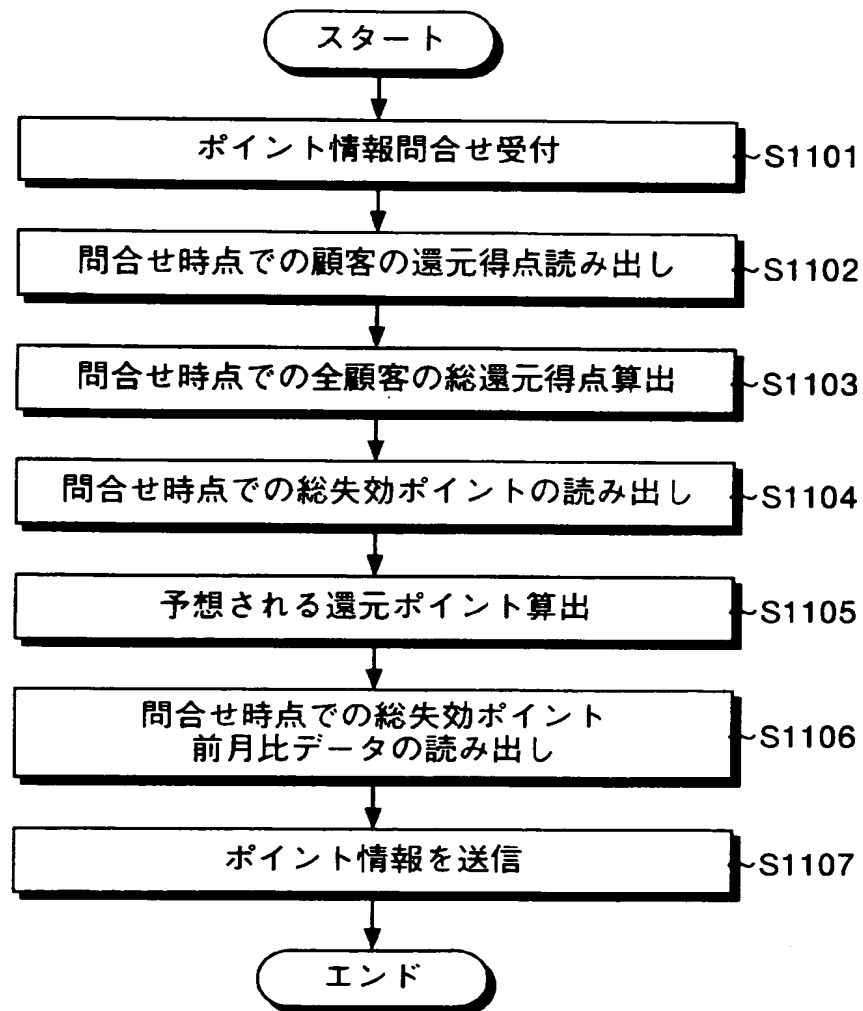 スタート
ポイント情報問合せ受付
S1101
問合せ時点での顧客の還元得点読み出し
S1102
問合せ時点での全顧客の総還元得点算出
S1103
問合せ時点での総失効ポイントの読み出し
S1104
予想される還元ポイント算出
S1105
問合せ時点での総失効ポイント
前月比データの読み出し
S1106
ポイント情報を送信
S1107
エンド